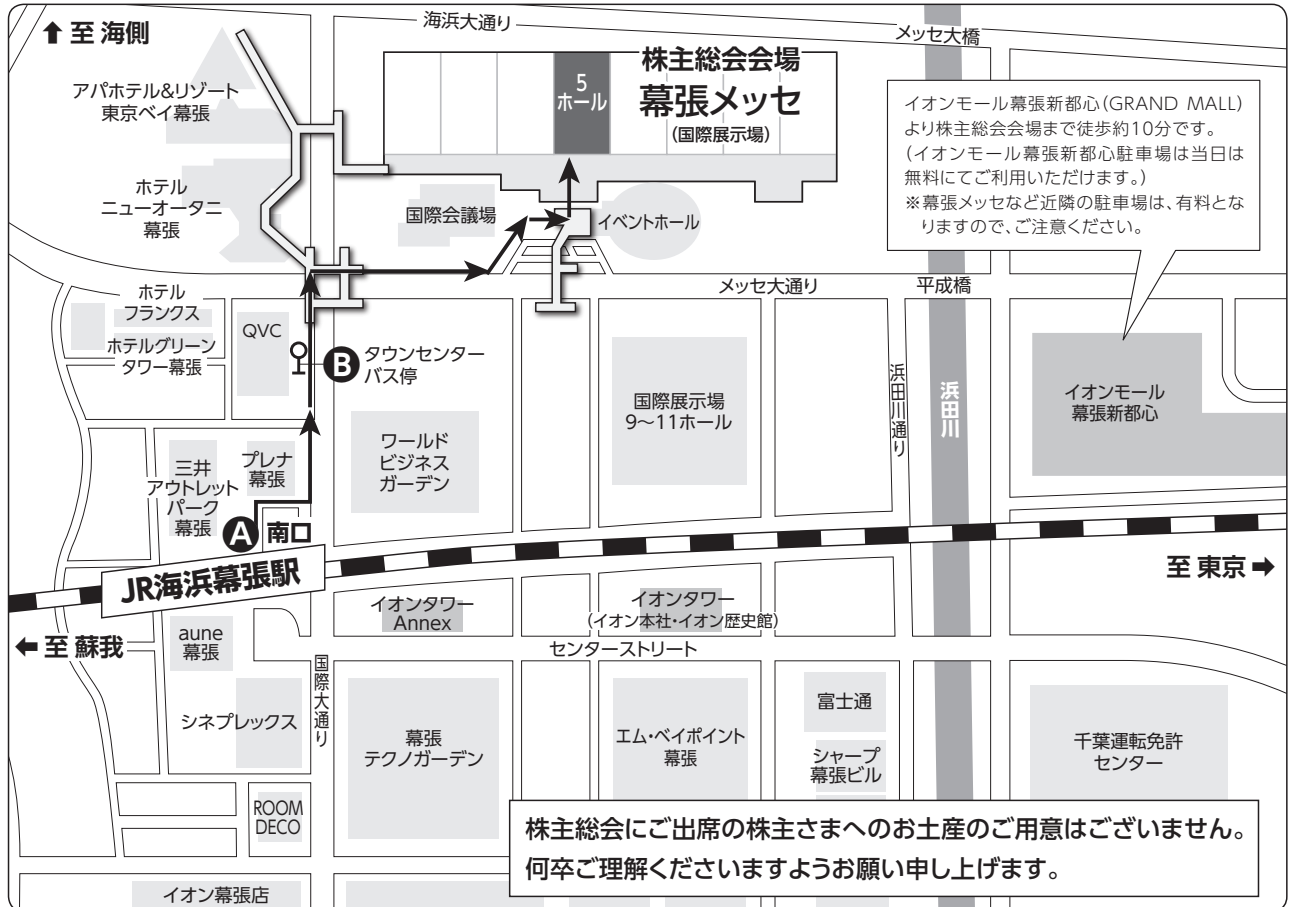 至 海側
海浜大通り
メッセ大橋
アパホテル&リゾート
東京ベイ幕張
5
ホール
株主総会会場
幕張メッセ
(国際展示場)
イオンモール幕張新都心(GRAND MALL)
より株主総会会場まで徒歩約10分です。
(イオンモール幕張新都心駐車場は当日は
無料にてご利用いただけます。)
※幕張メッセなど近隣の駐車場は、有料とな
りますので、ご注意ください。
ホテル
ニューオータニ
幕張
国際会議場
イベントホール
メッセ大通り
平成橋
ホテル
フランクス
ホテルグリーン
タワー幕張
QVC
B
タウンセンター
バス停
国際展示場
9〜11ホール
浜田川通り
浜田川
イオンモール
幕張新都心
ワールド
ビジネス
ガーデン
三井
アウトレット
パーク
幕張
プレナ
幕張
A 南口
JR海浜幕張駅
至 東京
至 蘇我
イオンタワー
Annex
イオンタワー
(イオン本社・イオン歴史館)
センターストリート
aune
幕張
国際大通り
シネプレックス
幕張
テクノガーデン
エム・ベイポイント
幕張
富士通
シャープ
幕張ビル
千葉運転免許
センター
ROOM
DECO
イオン幕張店
株主総会にご出席の株主さまへのお土産のご用意はございません。
何卒ご理解くださいますようお願い申し上げます。